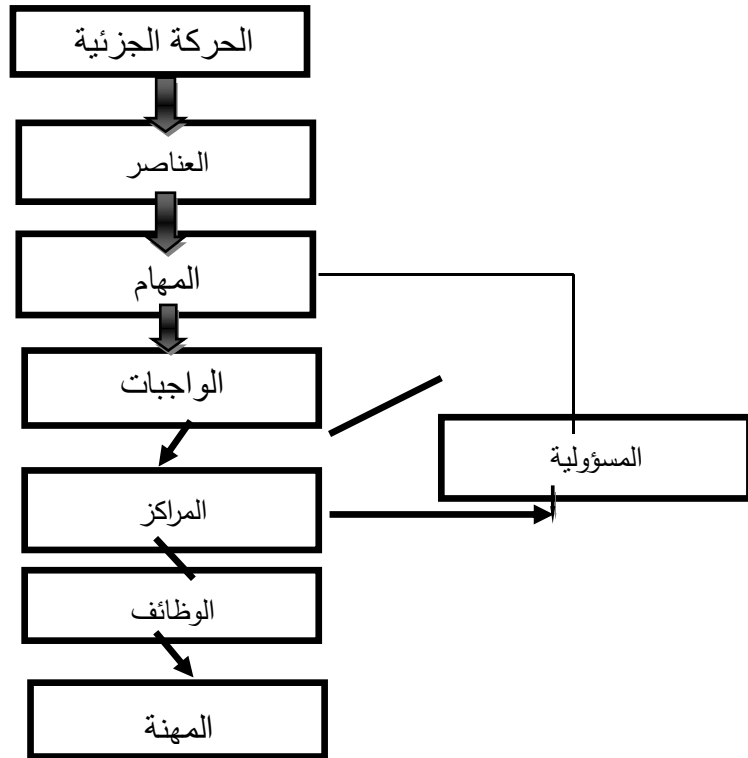 الحركة الجزئية
العناصر
المهام
الواجبات
المسؤولية
المراكز
الوظائف
المهنة